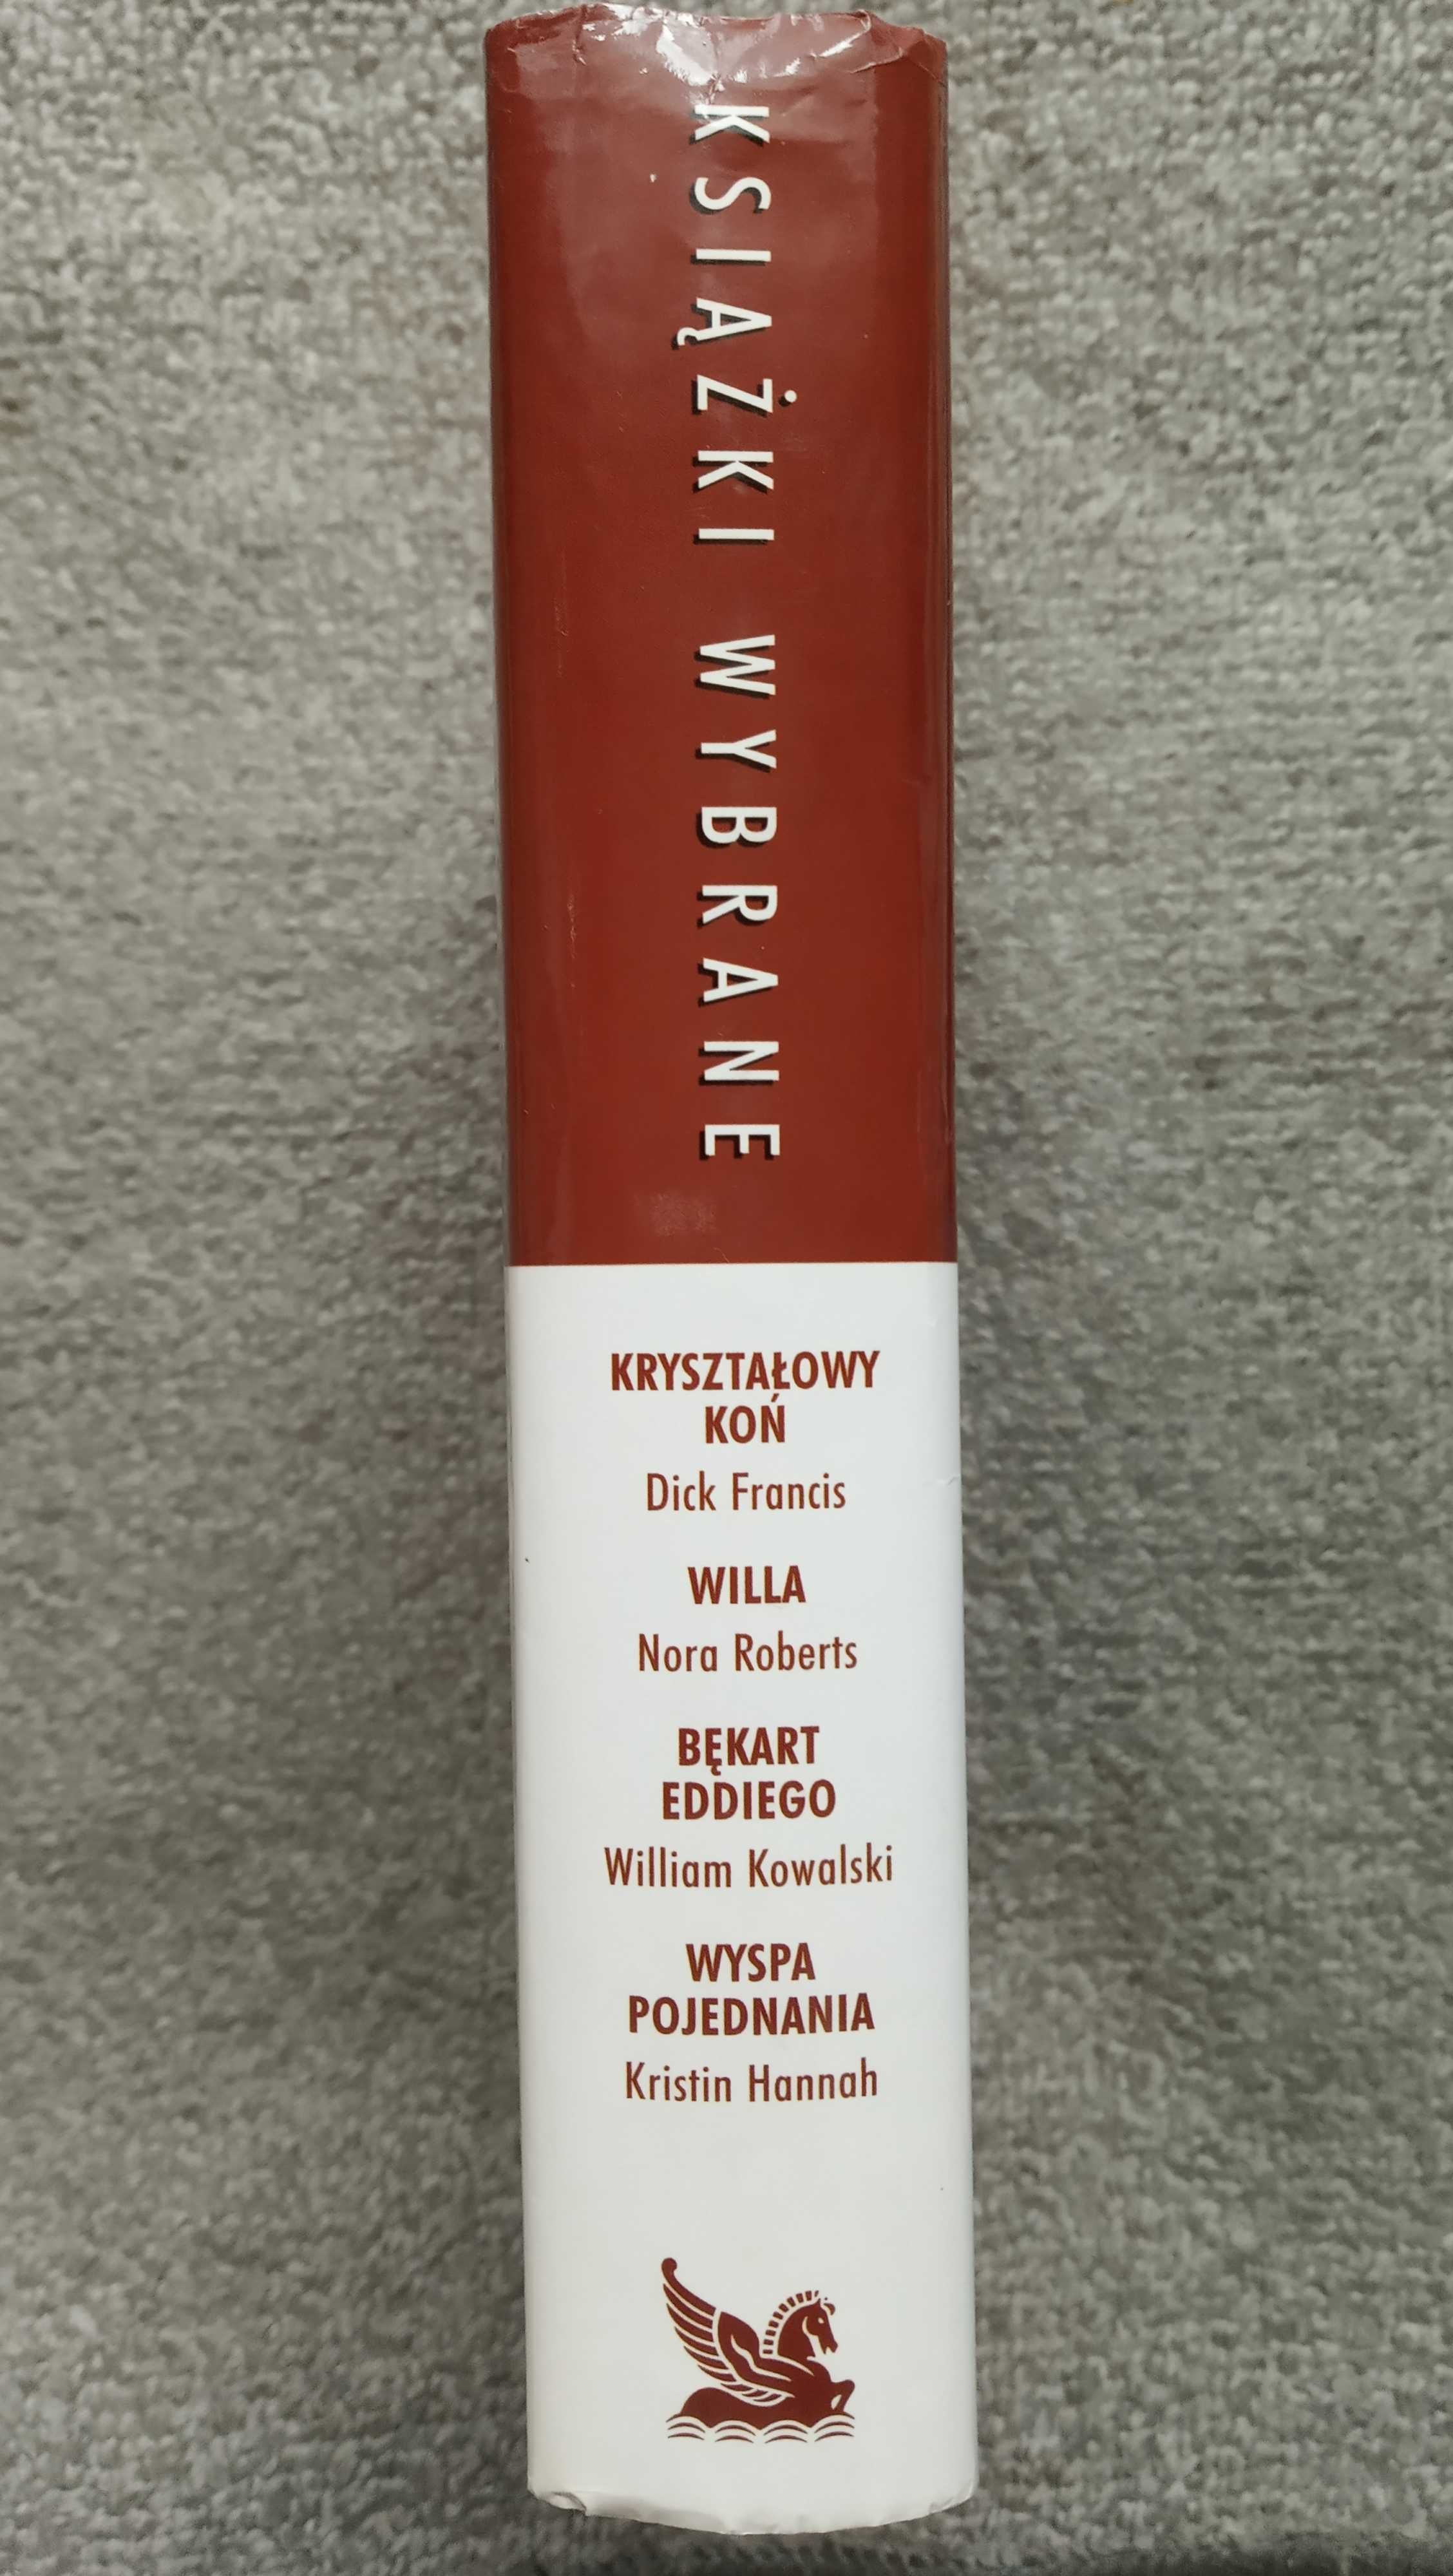 KSIĄŻKI WYBRANE
KRYSZTAŁOWY
KOŃ
Dick Francis
WILLA
Nora Roberts
BĘKART
EDDIEGO
William Kowalski
WYSPA
POJEDNANIA
Kristin Hannah